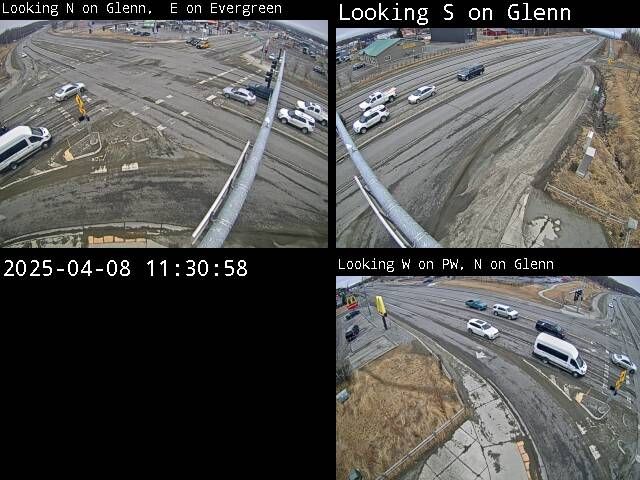 Looking N on Glenn,  E on Evergreen
Looking S on Glenn
2025-04-08 11:30:58
Looking W on PW, N on Glenn